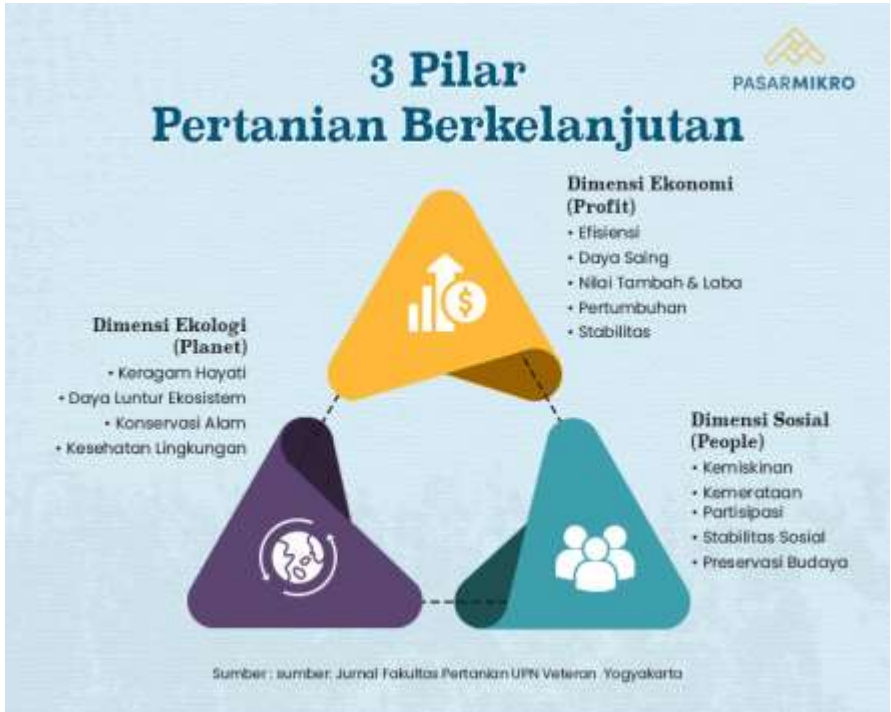 3 Pilar
Pertanian Berkelanjutan
PASARMIKRO
Dimensi Ekonomi
(Profit)
• Efisiensi
• Daya Saing
• Nilai Tambah & Laba
• Pertumbuhan
• Stabilitas
Dimensi Ekologi
(Planet)
• Keragam Hayati
• Daya Luntur Ekosistem
• Konservasi Alam
• Kesehatan Lingkungan
Dimensi Sosial
(People)
• Kemiskinan
• Kemerataan
• Partisipasi
• Stabilitas Sosial
• Preservasi Budaya
$
Sumber : sumber: Jurnal Fakultas Pertanian UPN Veteran Yogyakarta